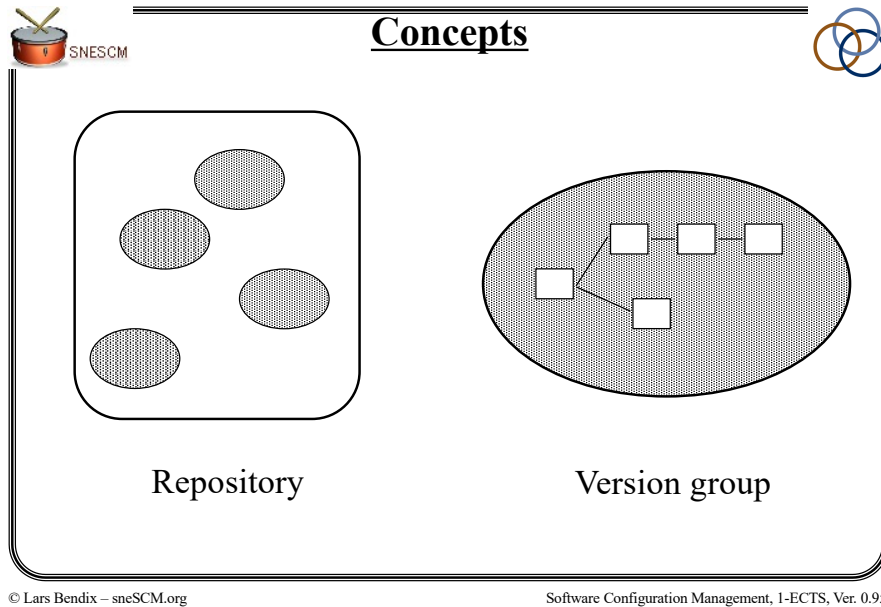 Concepts
SNESCM
Repository
Version group
© Lars Bendix – sneSCM.org
Software Configuration Management, 1-ECTS, Ver. 0.9